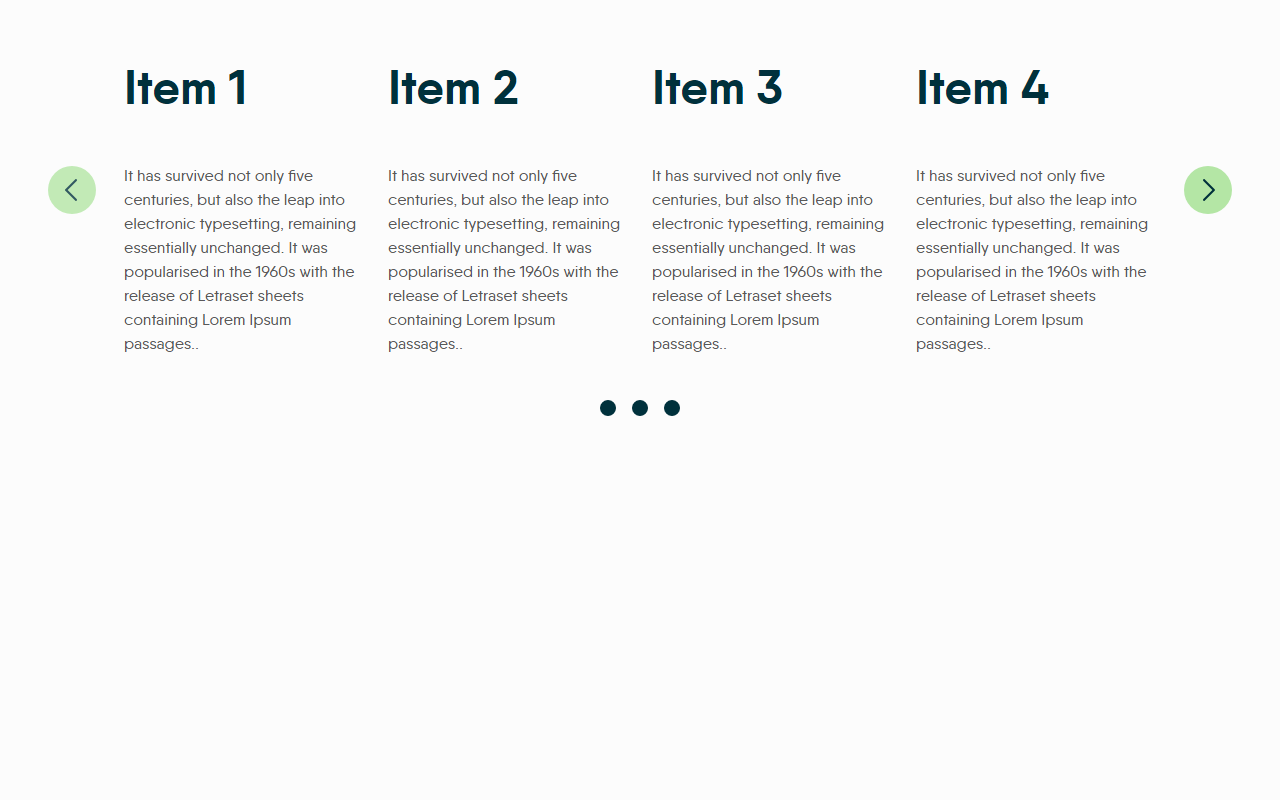 Item 1
It has survived not only five
centuries, but also the leap into
electronic typesetting, remaining
essentially unchanged. It was
popularised in the 1960s with the
release of Letraset sheets
containing Lorem Ipsum
passages..
Item 2
It has survived not only five
centuries, but also the leap into
electronic typesetting, remaining
essentially unchanged. It was
popularised in the 1960s with the
release of Letraset sheets
containing Lorem Ipsum
passages..
Item 3
It has survived not only five
centuries, but also the leap into
electronic typesetting, remaining
essentially unchanged. It was
popularised in the 1960s with the
release of Letraset sheets
containing Lorem Ipsum
passages..
Item 4
It has survived not only five
centuries, but also the leap into
electronic typesetting, remaining
essentially unchanged. It was
popularised in the 1960s with the
release of Letraset sheets
containing Lorem Ipsum
passages..